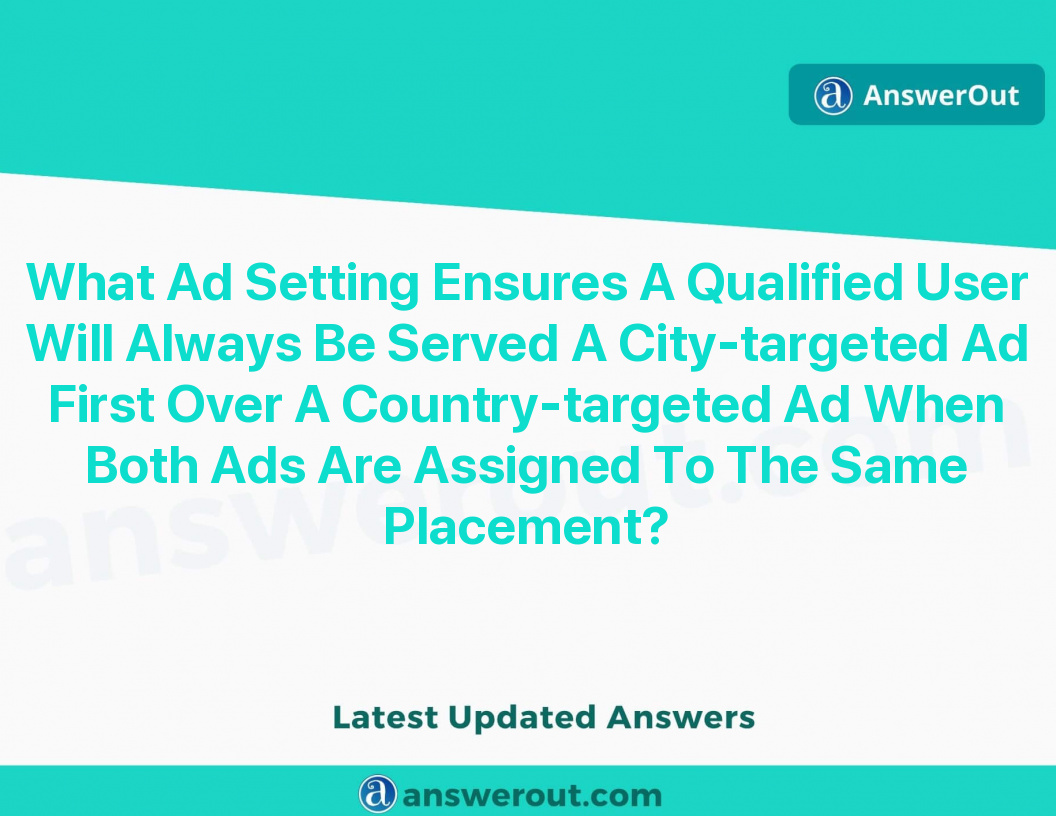 AnswerOut
What Ad Setting Ensures A Qualified User
Will Always Be Served A City-targeted Ad
First Over A Country-targeted Ad When
Both Ads Are Assigned To The Same
Placement?
answerout.com
Latest Updated Answers
answerout.com